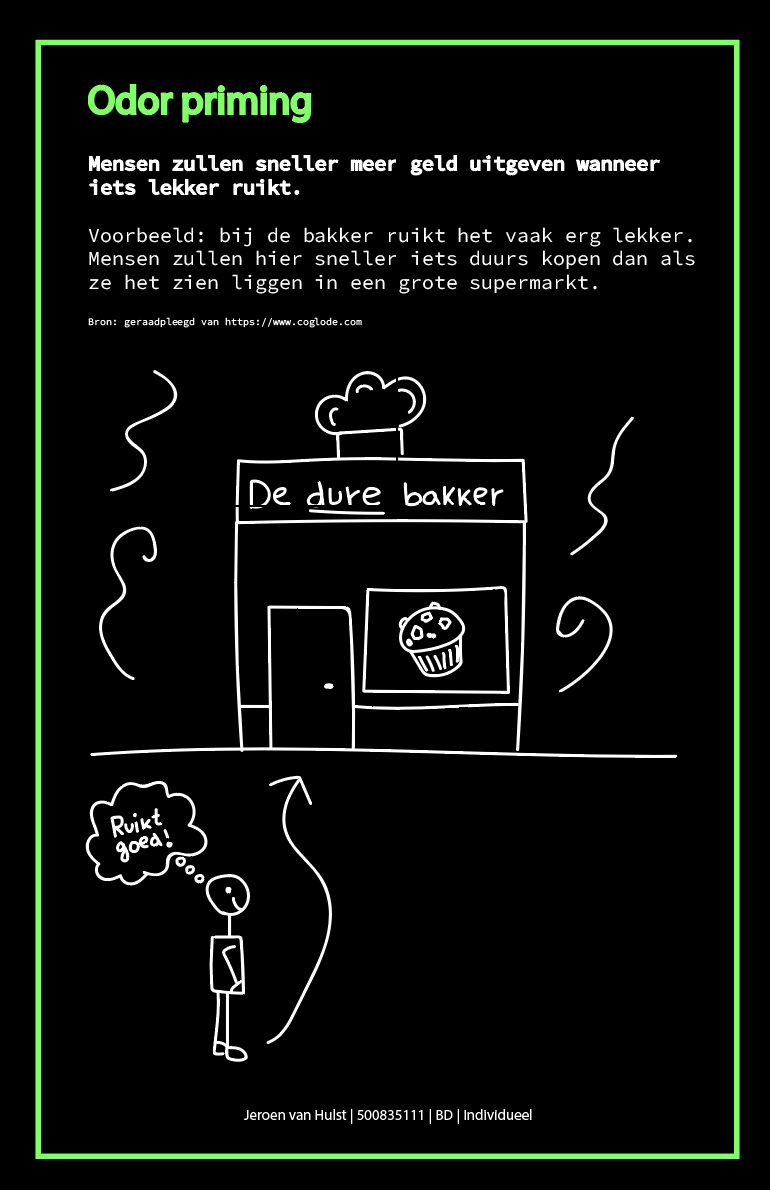 Odor priming
Mensen zullen sneller meer geld uitgeven wanneer
iets lekker ruikt.
Voorbeeld: bij de bakker ruikt het vaak erg lekker.
Mensen zullen hier sneller iets duurs kopen dan als
ze het zien liggen in een grote supermarkt.
Bron: geraadpleegd van https://www.coglode.com
De dure bakker
Ruikt
goed!
Jeroen van Hulst | 500835111 | BD | Individueel